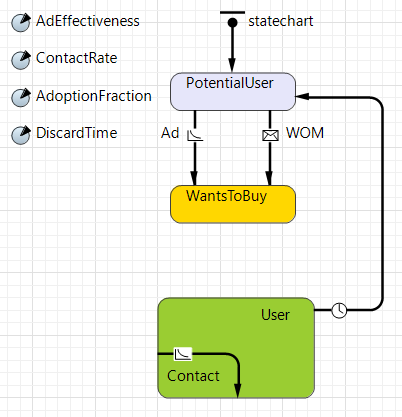 AdEffectiveness
statechart
ContactRate
PotentialUser
AdoptionFraction
DiscardTime
Ad
WOM
WantsToBuy
User
Contact